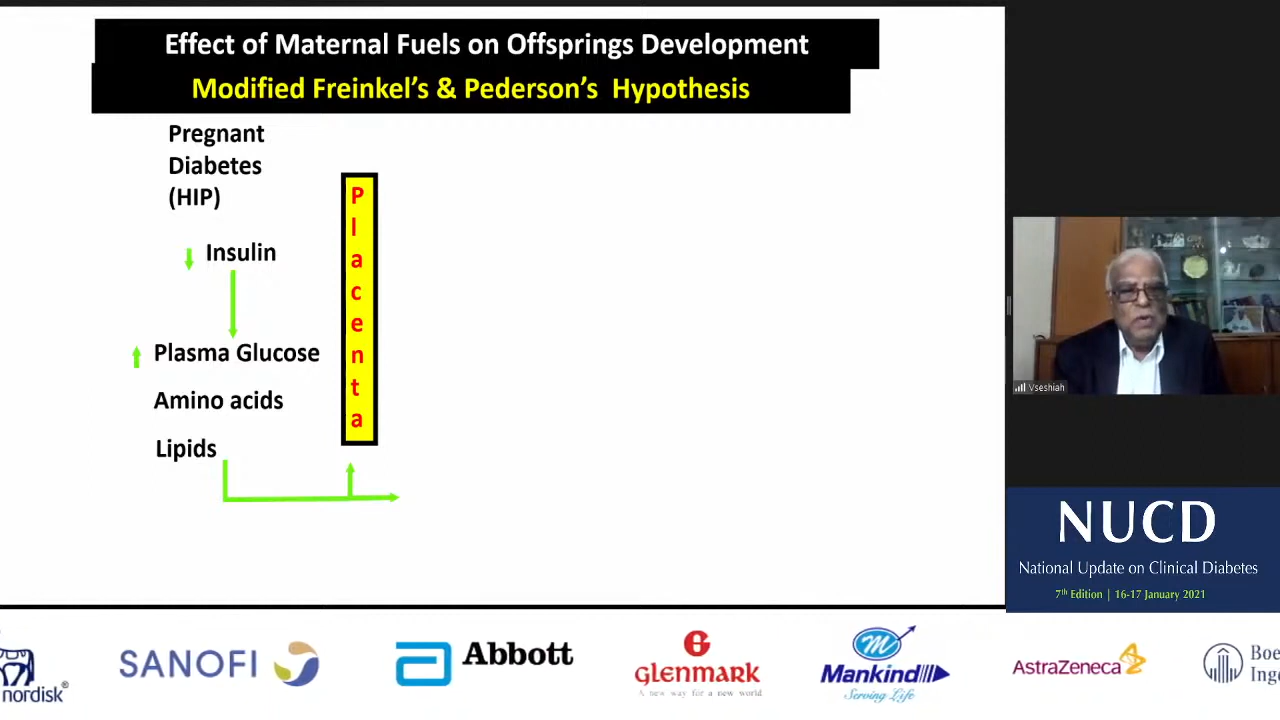 Effect of Maternal Fuels on Offsprings Development
Modified Freinkel's & Pederson's Hypothesis
Pregnant
Diabetes
(HIP)
Insulin
Plasma Glucose
Amino acids
Lipids
Placenta
Vseshiah
NUCD
National Update on Clinical Diabetes
7th Edition | 16-17 January 2021
nordisk®
SANOFI
Abbott
glenmark
A new way for a new world
Mankind
Serving Life
AstraZeneca
Boe
Inge